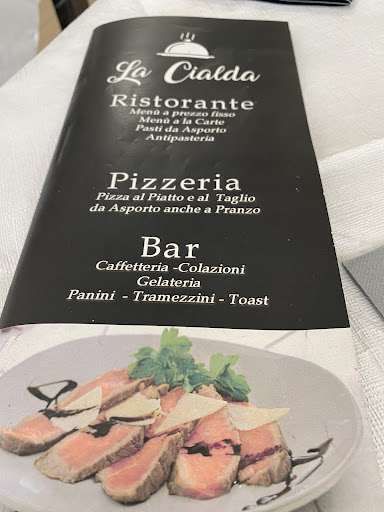 La Cialda
Ristorante
Menù a prezzo fisso
Menù a la Carte
Pasti da Asporto
Antipasteria
Pizzeria
Pizza al Piatto e al Taglio
da Asporto anche a Pranzo
Bar
Caffetteria -Colazioni
Gelateria
Panini - Tramezzini - Toast